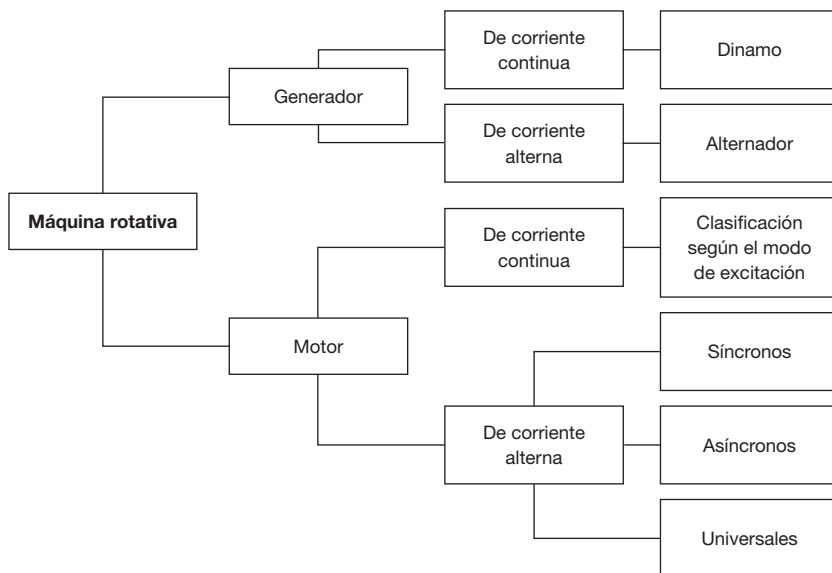 De corriente
continua
Dinamo
Generador
De corriente
alterna
Alternador
Máquina rotativa
De corriente
continua
Clasificación
según el modo
de excitación
Motor
Síncronos
De corriente
alterna
Asíncronos
Universales